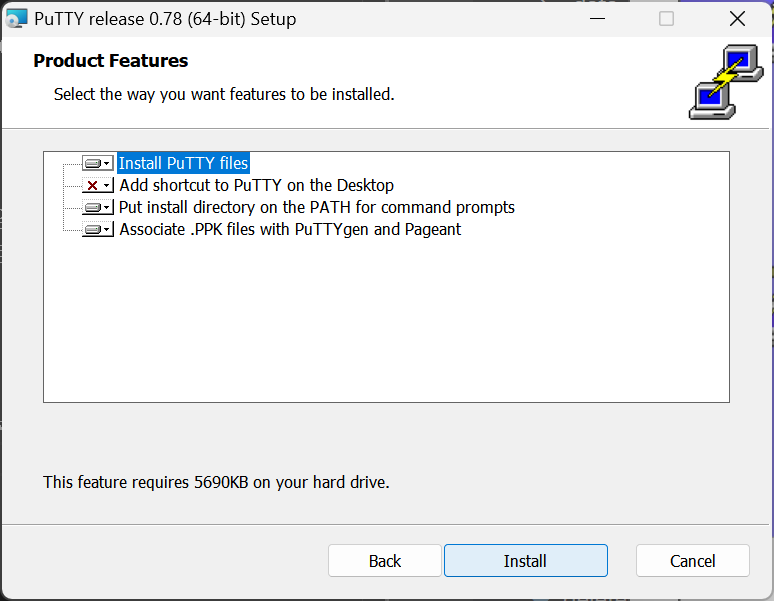 PuTTY release 0.78 (64-bit) Setup
Product Features
Select the way you want features to be installed.
Install PuTTY files
Add shortcut to PuTTY on the Desktop
Put install directory on the PATH for command prompts
Associate .PPK files with PuTTYgen and Pageant
This feature requires 5690KB on your hard drive.
Back
Install
Cancel